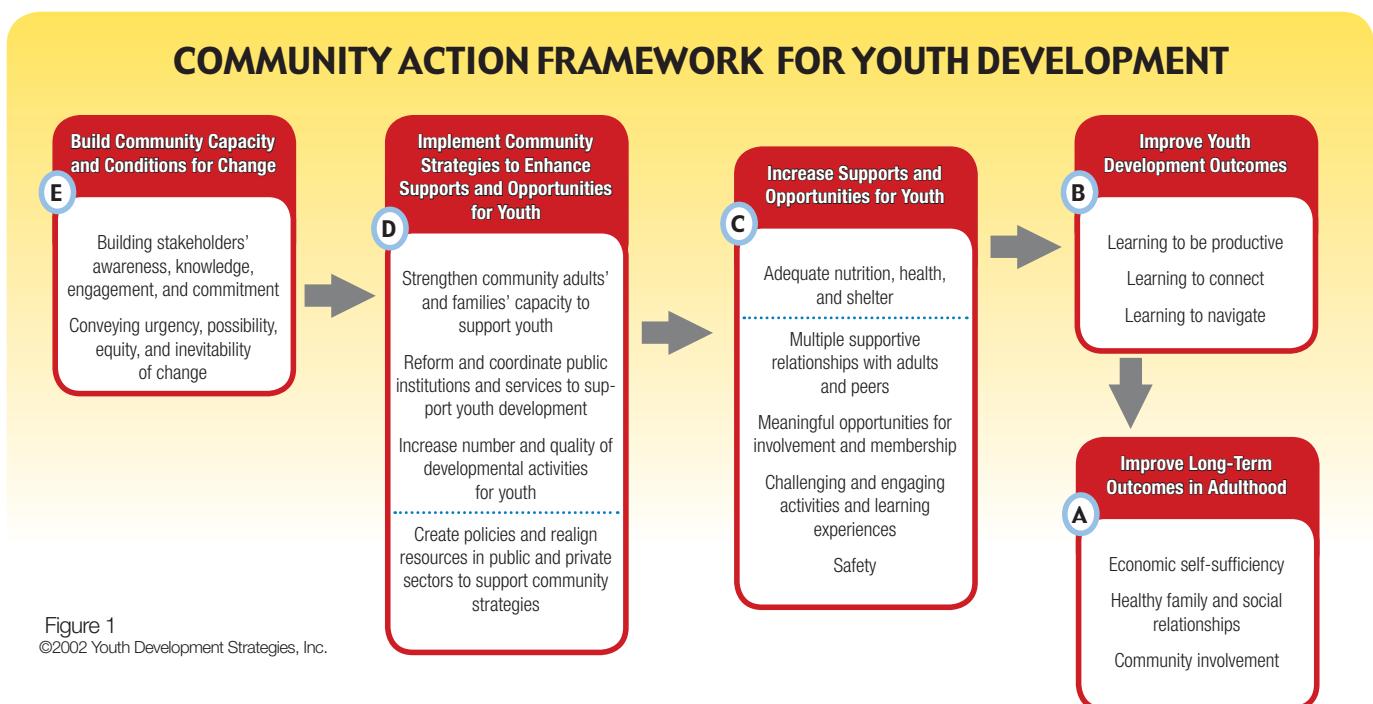 COMMUNITY ACTION FRAMEWORK FOR YOUTH DEVELOPMENT
Build Community Capacity
and Conditions for Change
E
Building stakeholders’
awareness, knowledge,
engagement, and commitment
Conveying urgency, possibility,
equity, and inevitability
of change
Implement Community
Strategies to Enhance
Supports and Opportunities
for Youth
D
Strengthen community adults’
and families’ capacity to
support youth
Reform and coordinate public
institutions and services to sup-
port youth development
Increase number and quality of
developmental activities
for youth
Create policies and realign
resources in public and private
sectors to support community
strategies
Increase Supports and
Opportunities for Youth
C
Adequate nutrition, health,
and shelter
Multiple supportive
relationships with adults
and peers
Meaningful opportunities for
involvement and membership
Challenging and engaging
activities and learning
experiences
Safety
Improve Youth
Development Outcomes
B
Learning to be productive
Learning to connect
Learning to navigate
Improve Long-Term
Outcomes in Adulthood
A
Economic self-sufficiency
Healthy family and social
relationships
Community involvement
Figure 1
©2002 Youth Development Strategies, Inc.